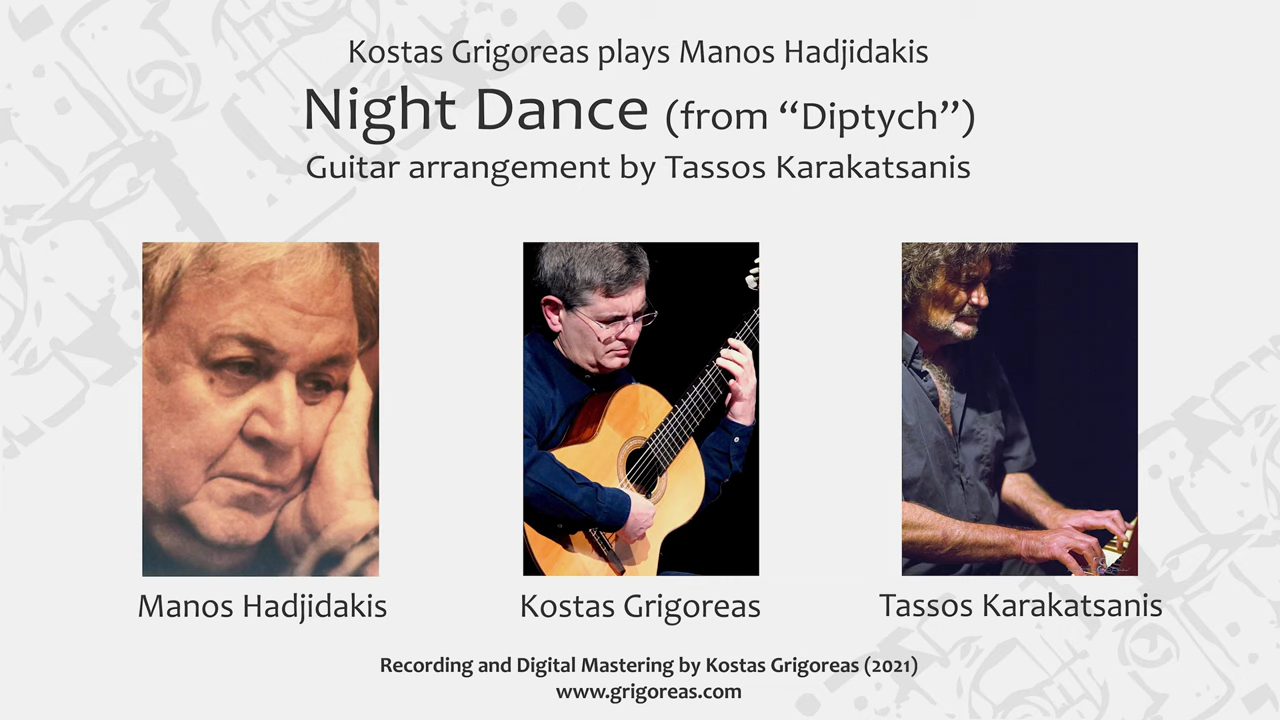 Kostas Grigoreas plays Manos Hadjidakis
Night Dance (from “Diptych”)
Guitar arrangement by Tassos Karakatsanis
Manos Hadjidakis
Kostas Grigoreas
Tassos Karakatsanis
Recording and Digital Mastering by Kostas Grigoreas (2021)
www.grigoreas.com